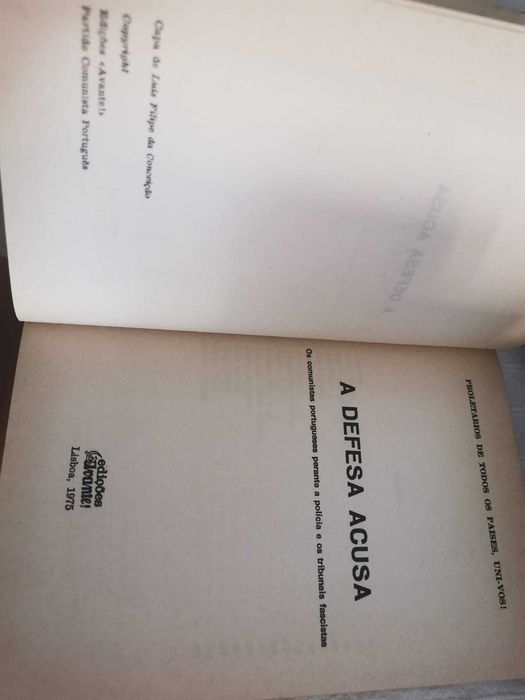 Capa de Luis Filipe da Conceição
Copyright
Edições «Avante!»
Partido Comunista Português
A DEFESA ACUSA
PROLETÁRIOS DE TODOS OS PAÍSES, UNI-VOS!
A DEFESA ACUSA
Os comunistas portugueses perante a polícia e os tribunais fascistas
edições
Avante!
Lisboa, 1975